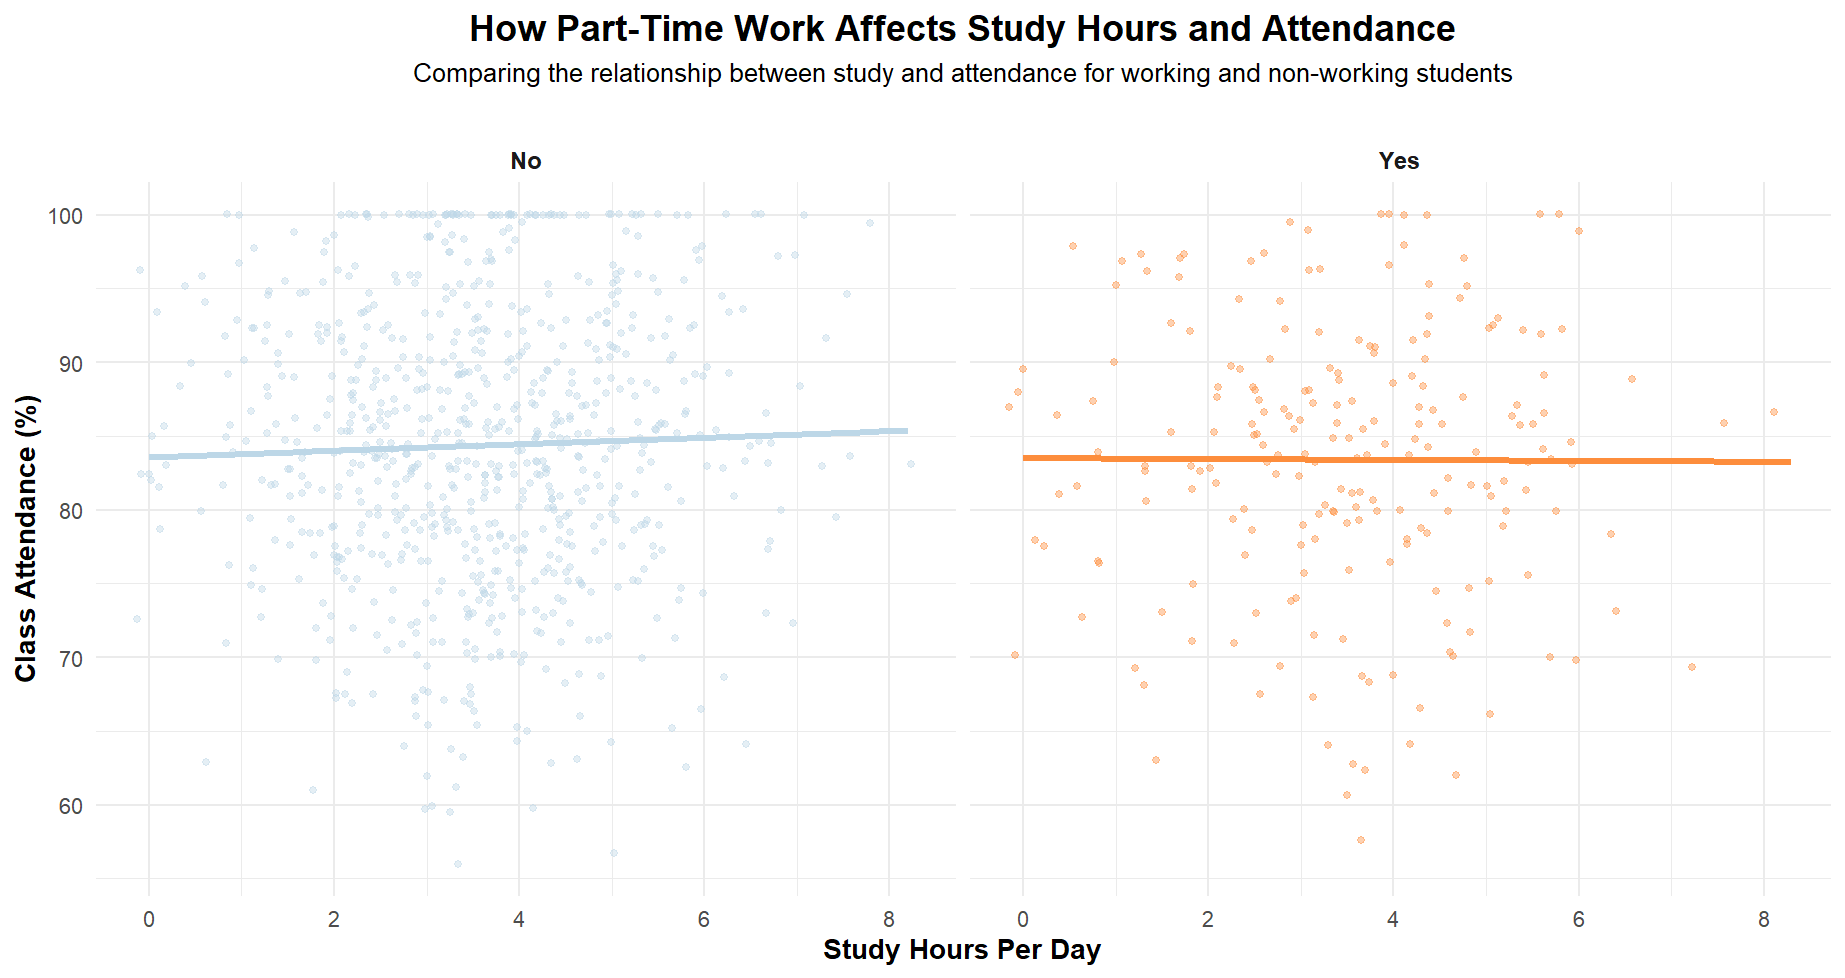 How Part-Time Work Affects Study Hours and Attendance
Comparing the relationship between study and attendance for working and non-working students
No
Yes
100
90
80
70
60
Class Attendance (%)
0 2 4 6 8
0 2 4 6 8
Study Hours Per Day